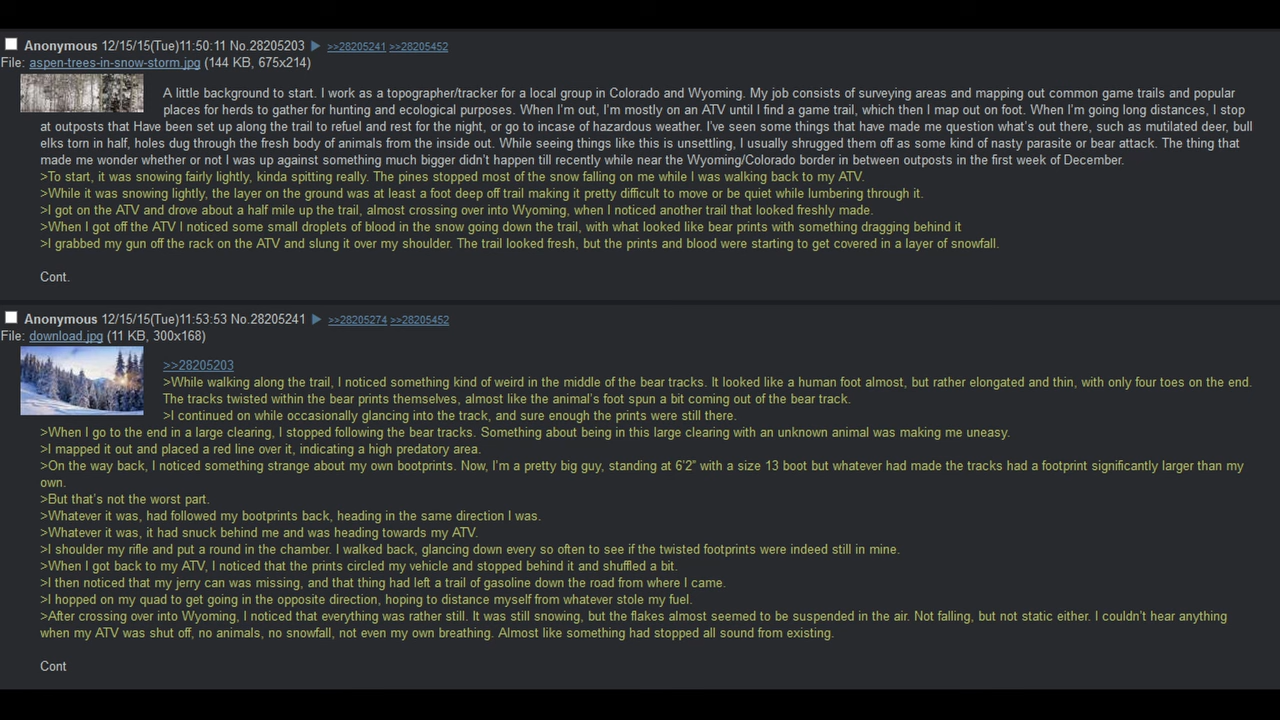 Anonymous 12/15/15(Tue)11:50:11 No.28205203 ▶ >>28205241 >>28205452
File: aspen-trees-in-snow-storm.jpg (144 KB, 675x214)
A little background to start. I work as a topographer/tracker for a local group in Colorado and Wyoming. My job consists of surveying areas and mapping out common game trails and popular
places for herds to gather for hunting and ecological purposes. When I'm out, I'm mostly on an ATV until I find a game trail, which then I map out on foot. When I'm going long distances, I stop
at outposts that Have been set up along the trail to refuel and rest for the night, or go to incase of hazardous weather. I've seen some things that have made me question what's out there, such as mutilated deer, bull
elks torn in half, holes dug through the fresh body of animals from the inside out. While seeing things like this is unsettling, I usually shrugged them off as some kind of nasty parasite or bear attack. The thing that
made me wonder whether or not I was up against something much bigger didn't happen till recently while near the Wyoming/Colorado border in between outposts in the first week of December.
>To start, it was snowing fairly lightly, kinda spitting really. The pines stopped most of the snow falling on me while I was walking back to my ATV.
>While it was snowing lightly, the layer on the ground was at least a foot deep off trail making it pretty difficult to move or be quiet while lumbering through it.
>I got on the ATV and drove about a half mile up the trail, almost crossing over into Wyoming, when I noticed another trail that looked freshly made.
>When I got off the ATV I noticed some small droplets of blood in the snow going down the trail, with what looked like bear prints with something dragging behind it
>I grabbed my gun off the rack on the ATV and slung it over my shoulder. The trail looked fresh, but the prints and blood were starting to get covered in a layer of snowfall.
Cont.
Anonymous 12/15/15(Tue)11:53:53 No.28205241 ▶ >>28205274 >>28205452
File: download.jpg (11 KB, 300x168)
>>28205203
>While walking along the trail, I noticed something kind of weird in the middle of the bear tracks. It looked like a human foot almost, but rather elongated and thin, with only four toes on the end.
The tracks twisted within the bear prints themselves, almost like the animal's foot spun a bit coming out of the bear track.
>I continued on while occasionally glancing into the track, and sure enough the prints were still there.
>When I go to the end in a large clearing, I stopped following the bear tracks. Something about being in this large clearing with an unknown animal was making me uneasy.
>I mapped it out and placed a red line over it, indicating a high predatory area.
>On the way back, I noticed something strange about my own bootprints. Now, I'm a pretty big guy, standing at 6'2" with a size 13 boot but whatever had made the tracks had a footprint significantly larger than my
own.
>But that's not the worst part.
>Whatever it was, had followed my bootprints back, heading in the same direction I was.
>Whatever it was, it had snuck behind me and was heading towards my ATV.
>I shoulder my rifle and put a round in the chamber. I walked back, glancing down every so often to see if the twisted footprints were indeed still in mine.
>When I got back to my ATV, I noticed that the prints circled my vehicle and stopped behind it and shuffled a bit.
>I then noticed that my jerry can was missing, and that thing had left a trail of gasoline down the road from where I came.
>I hopped on my quad to get going in the opposite direction, hoping to distance myself from whatever stole my fuel.
>After crossing over into Wyoming, I noticed that everything was rather still. It was still snowing, but the flakes almost seemed to be suspended in the air. Not falling, but not static either. I couldn't hear anything
when my ATV was shut off, no animals, no snowfall, not even my own breathing. Almost like something had stopped all sound from existing.
Cont